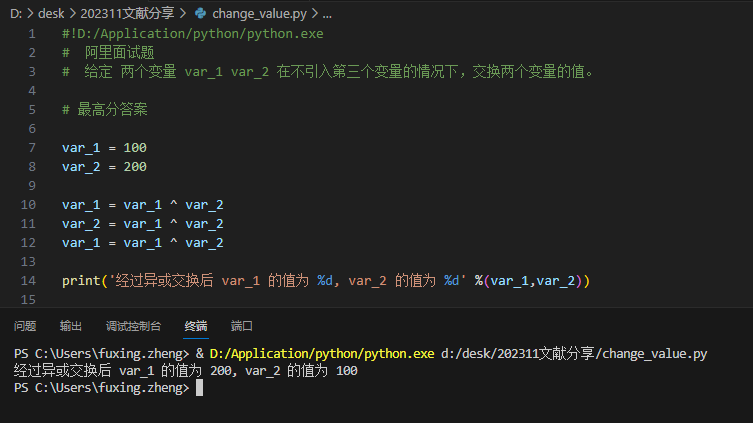 D: > desk > 202311文献分享 > change_value.py > ...
1 #!D:/Application/python/python.exe
2 # 阿里面试题
3 # 给定 两个变量 var_1 var_2 在不引入第三个变量的情况下，交换两个变量的值。
4
5 # 最高分答案
6
7 var_1 = 100
8 var_2 = 200
9
10 var_1 = var_1 ^ var_2
11 var_2 = var_1 ^ var_2
12 var_1 = var_1 ^ var_2
13
14 print('经过异或交换后 var_1 的值为 %d, var_2 的值为 %d' %(var_1,var_2))
15
问题 输出 调试控制台 终端 端口
PS C:\Users\fuxing.zheng> & D:/Application/python/python.exe d:/desk/202311文献分享/change_value.py
经过异或交换后 var_1 的值为 200, var_2 的值为 100
PS C:\Users\fuxing.zheng>